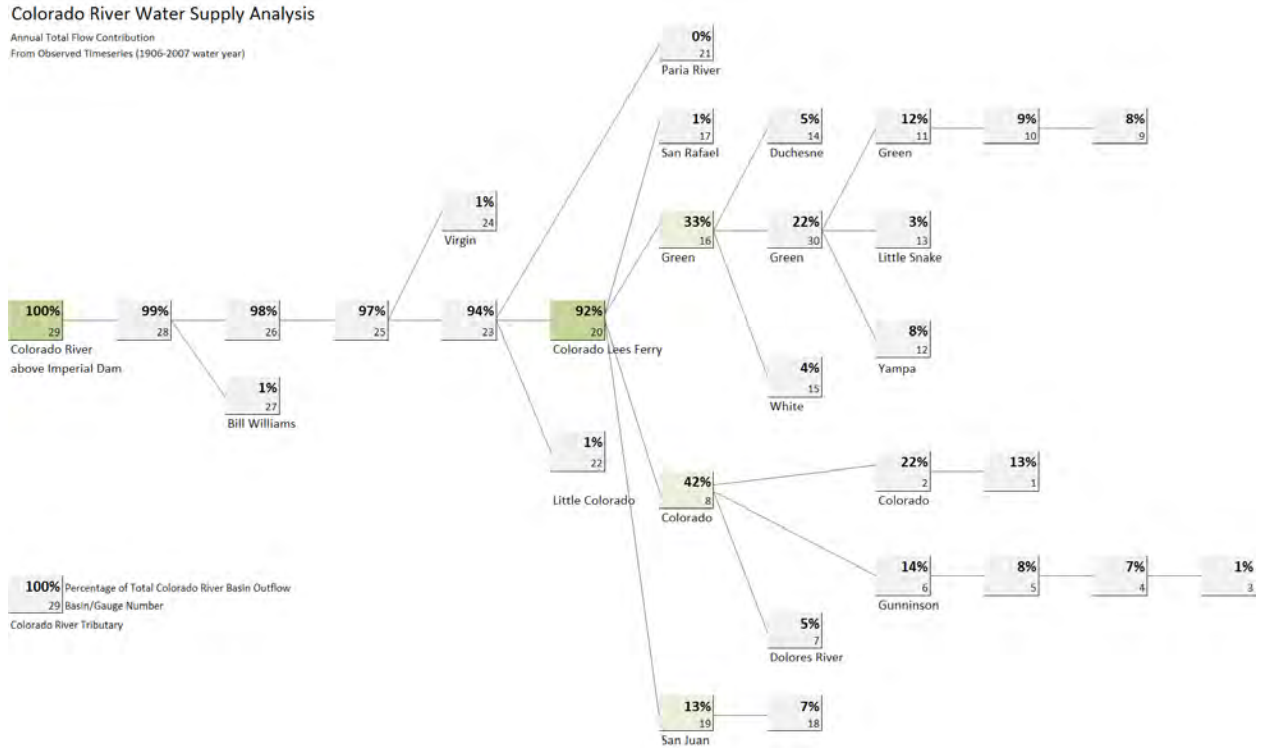 Colorado River Water Supply Analysis
Annual Total Flow Contribution
From Observed Timeseries (1906-2007 water year)
0%
21
Paria River
1%
17
San Rafael
5%
14
Duchesne
12%
11
Green
9%
10
8%
9
1%
24
Virgin
33%
16
Green
22%
30
Green
3%
13
Little Snake
100%
29
Colorado River
above Imperial Dam
99%
28
98%
26
97%
25
94%
23
92%
20
Colorado Lees Ferry
8%
12
Yampa
1%
27
Bill Williams
4%
15
White
1%
22
Little Colorado
42%
8
Colorado
22%
2
Colorado
13%
1
14%
6
Gunninson
8%
5
7%
4
1%
3
100% Percentage of Total Colorado River Basin Outflow
29 Basin/Gauge Number
Colorado River Tributary
5%
7
Dolores River
13%
19
San Juan
7%
18